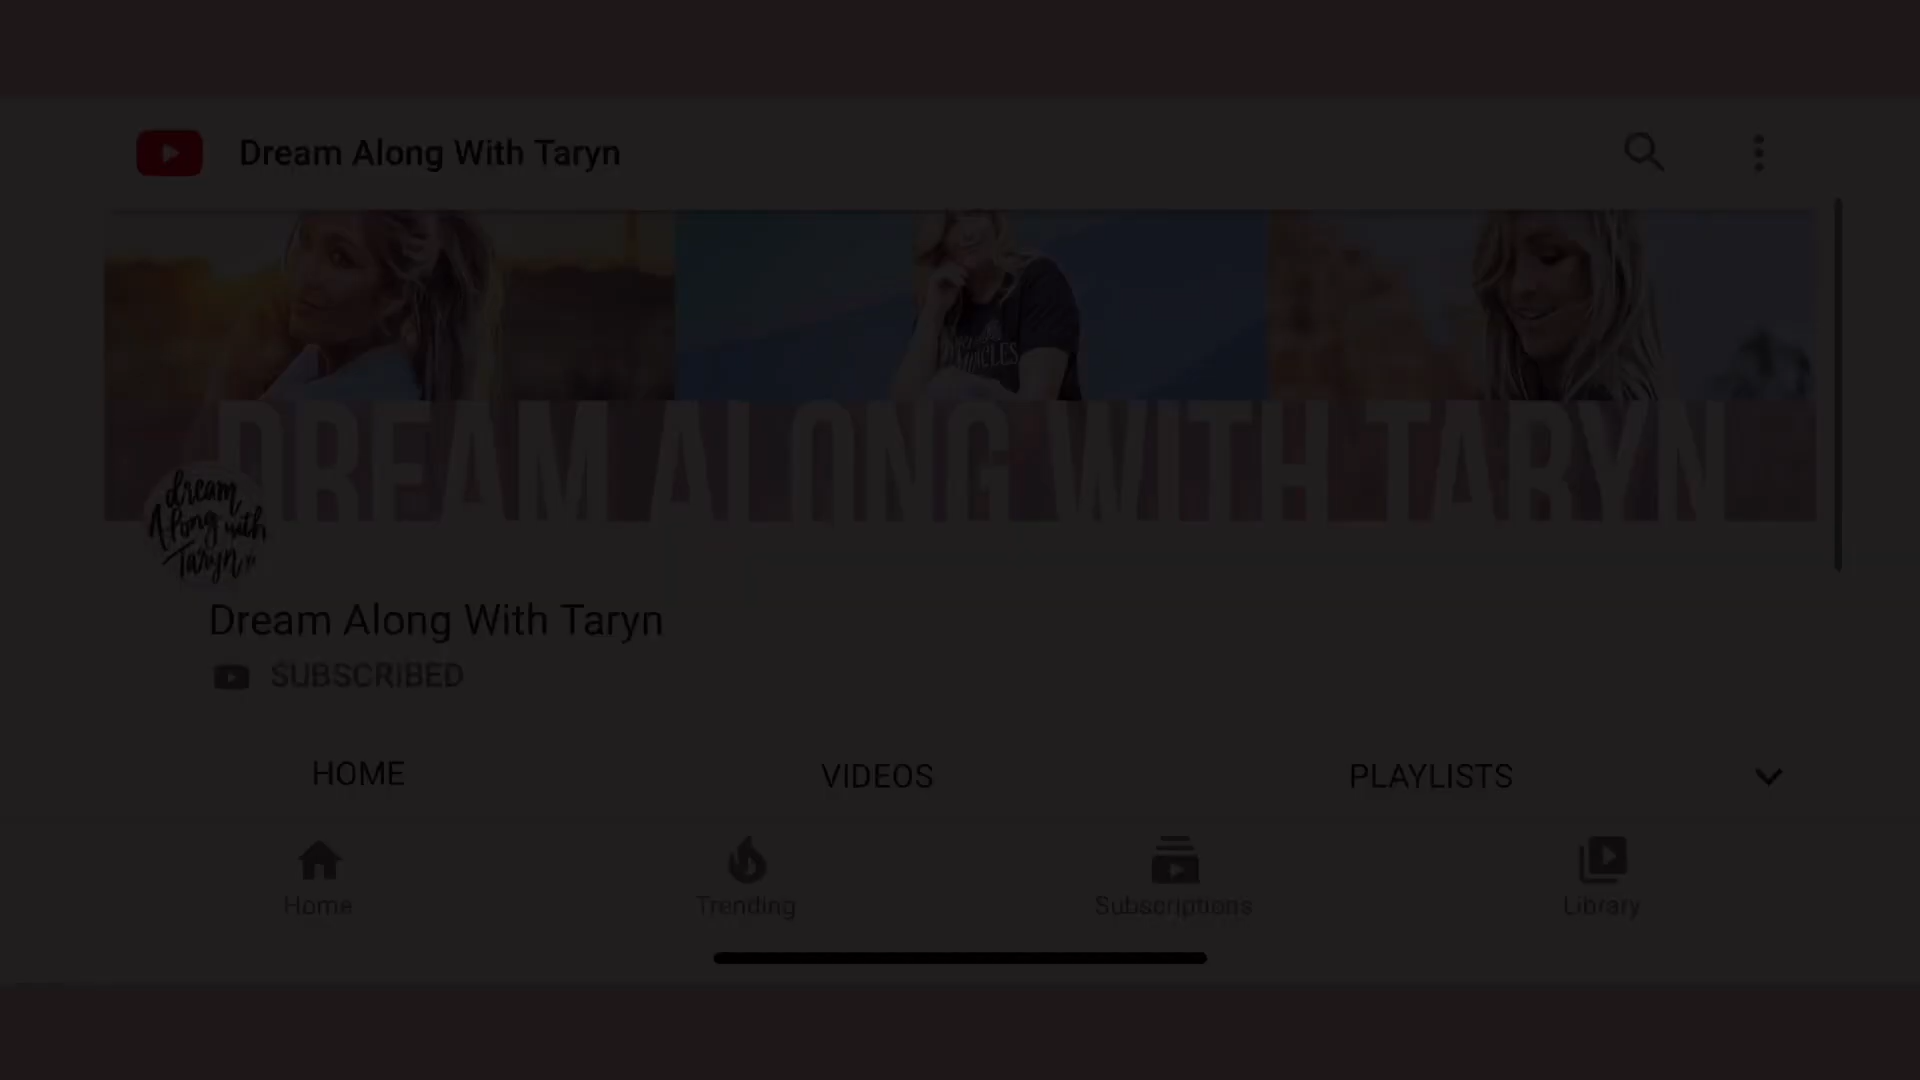 Dream Along With Taryn
MIRACLES
DREAM ALONG WITH TARYN
dream
Along with
Taryn
Dream Along With Taryn
SUBSCRIBED
HOME VIDEOS PLAYLISTS
Home Trending Subscriptions Library